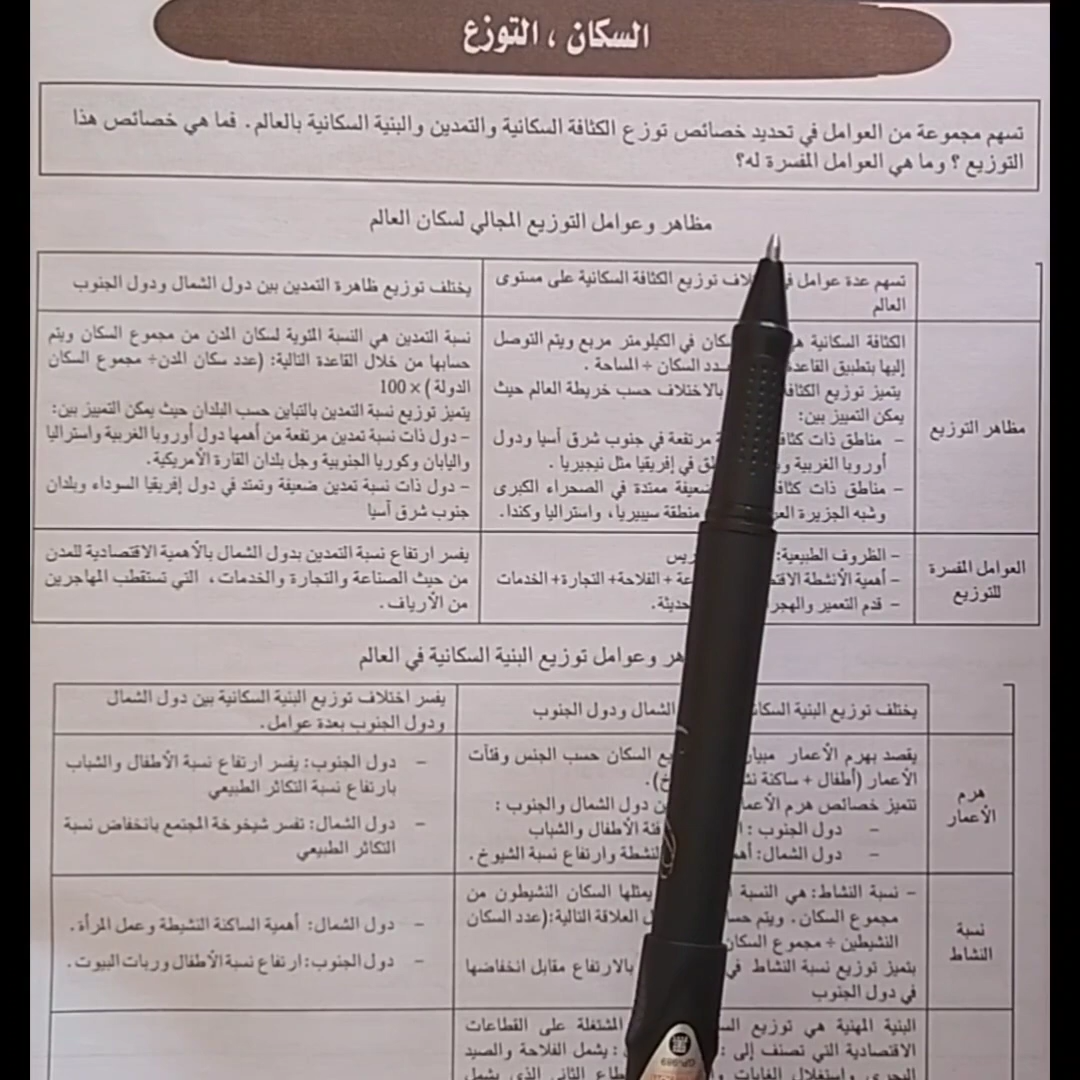 السكان ، التوزع
تسهم مجموعة من العوامل في تحديد خصائص توزع الكثافة السكانية والتمدين والبنية السكانية بالعالم. فما هي خصائص هذا
التوزيع ؟ وما هي العوامل المفسرة له؟
مظاهر وعوامل التوزيع المجالي لسكان العالم
تسهم عدة عوامل توزيع الكثافة السكانية على مستوى
العالم
يختلف توزيع ظاهرة التمدين بين دول الشمال ودول الجنوب
مظاهر التوزيع
الكثافة السكانية في الكيلومتر مربع ويتم التوصل
إليها بتطبيق السكان ÷ المساحة .
يتميز توزيع بالاختلاف حسب خريطة العالم حيث
يمكن التمييز بين:
– مناطق ذات مرتفعة في جنوب شرق أسيا ودول
أوروبا الغربية في إفريقيا مثل نيجيريا .
– مناطق ذات ضعيفة ممتدة في الصحراء الكبرى
وشبه الجزيرة منطقة سيبيريا، واستراليا وكندا.
نسبة التمدين هي النسبة المئوية لسكان المدن من مجموع السكان ويتم
حسابها من خلال القاعدة التالية: (عدد سكان المدن÷ مجموع السكان
الدولة ) × 100
يتميز توزيع نسبة التمدين بالتباين حسب البلدان حيث يمكن التمييز بين:
– دول ذات نسبة تمدين مرتفعة من أهمها دول أوروبا الغربية واستراليا
واليابان وكوريا الجنوبية وجل بلدان القارة الأمريكية.
– دول ذات نسبة تمدين ضعيفة وتمتد في دول إفريقيا السوداء وبلدان
جنوب شرق أسيا
العوامل المفسرة
للتوزيع
– الظروف الطبيعية:
– أهمية الأنشطة + الفلاحة+ التجارة+ الخدمات
– قدم التعمير
يفسر ارتفاع نسبة التمدين بدول الشمال بالأهمية الاقتصادية للمدن
من حيث الصناعة والتجارة والخدمات، التي تستقطب المهاجرين
من الأرياف.
وعوامل توزيع البنية السكانية في العالم
يختلف توزيع البنية الشمال ودول الجنوب
يفسر اختلاف توزيع البنية السكانية بين دول الشمال
ودول الجنوب بعدة عوامل.
هرم
الأعمار
يقصد بهرم الأعمار السكان حسب الجنس وفئات
الأعمار (أطفال + ساكنة
تتميز خصائص هرم دول الشمال والجنوب :
– دول الجنوب : فئة الأطفال والشباب
– دول الشمال: وارتفاع نسبة الشيوخ.
– دول الجنوب: يفسر ارتفاع نسبة الأطفال والشباب
بارتفاع نسبة التكاثر الطبيعي
– دول الشمال: تفسر شيخوخة المجتمع بانخفاض نسبة
التكاثر الطبيعي
نسبة
النشاط
– نسبة النشاط: هي النسبة يمثلها السكان النشيطون من
مجموع السكان. ويتم العلاقة التالية:(عدد السكان
النشيطين ÷ مجموع
يتميز توزيع نسبة النشاط بالارتفاع مقابل انخفاضها
في دول الجنوب
– دول الشمال: أهمية الساكنة النشيطة وعمل المرأة.
– دول الجنوب: ارتفاع نسبة الأطفال وربات البيوت.
البنية المهنية هي توزيع المشتغلة على القطاعات
الاقتصادية التي تصنف إلى : يشمل الفلاحة والصيد
البحري واستغلال الغابات الثاني الذي يشمل